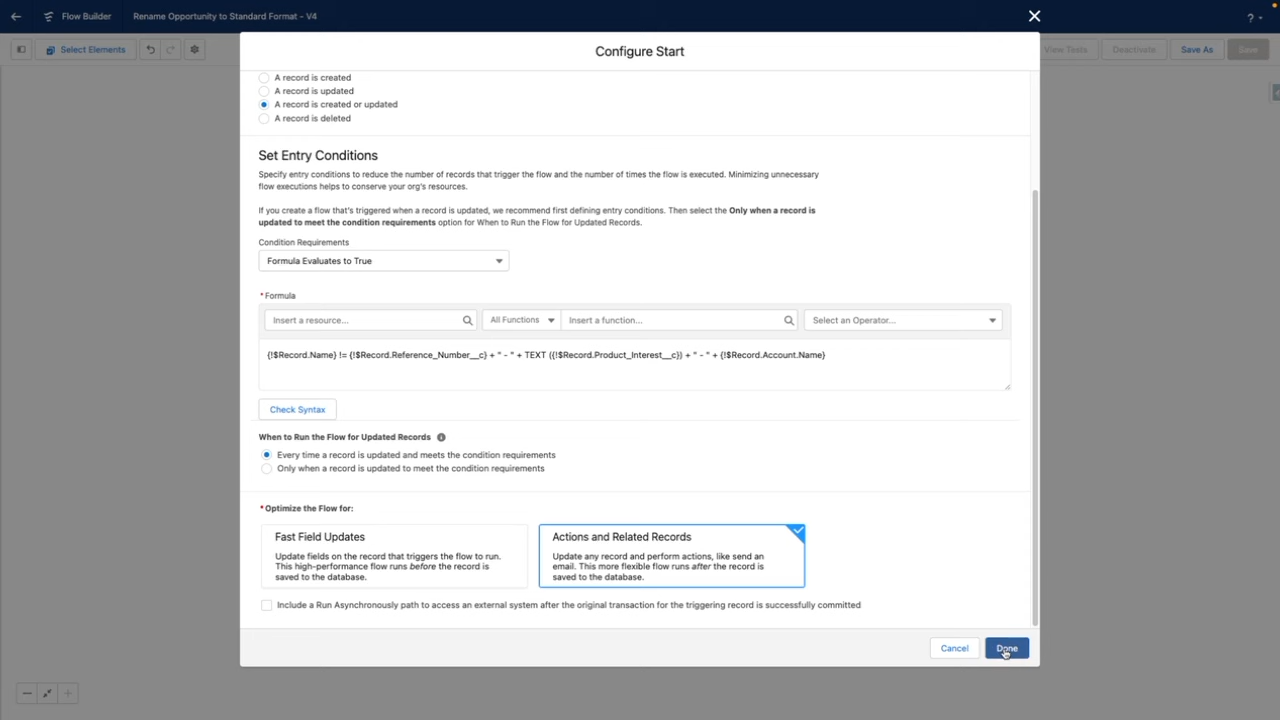 Flow Builder
Rename Opportunity to Standard Format - V4
?
Select Elements
View Tests
Deactivate
Save As
Save
Configure Start
A record is created
A record is updated
A record is created or updated
A record is deleted
Set Entry Conditions
Specify entry conditions to reduce the number of records that trigger the flow and the number of times the flow is executed. Minimizing unnecessary
flow executions helps to conserve your org's resources.
If you create a flow that's triggered when a record is updated, we recommend first defining entry conditions. Then select the Only when a record is
updated to meet the condition requirements option for When to Run the Flow for Updated Records.
Condition Requirements
Formula Evaluates to True
* Formula
Insert a resource...
All Functions
Insert a function...
Select an Operator...
{!$Record.Name} != {!$Record.Reference_Number__c} + " - " + TEXT ({!$Record.Product_Interest__c}) + " - " + {!$Record.Account.Name}
Check Syntax
When to Run the Flow for Updated Records
Every time a record is updated and meets the condition requirements
Only when a record is updated to meet the condition requirements
* Optimize the Flow for:
Fast Field Updates
Update fields on the record that triggers the flow to run.
This high-performance flow runs before the record is
saved to the database.
Actions and Related Records
Update any record and perform actions, like send an
email. This more flexible flow runs after the record is
saved to the database.
Include a Run Asynchronously path to access an external system after the original transaction for the triggering record is successfully committed
Cancel
Done